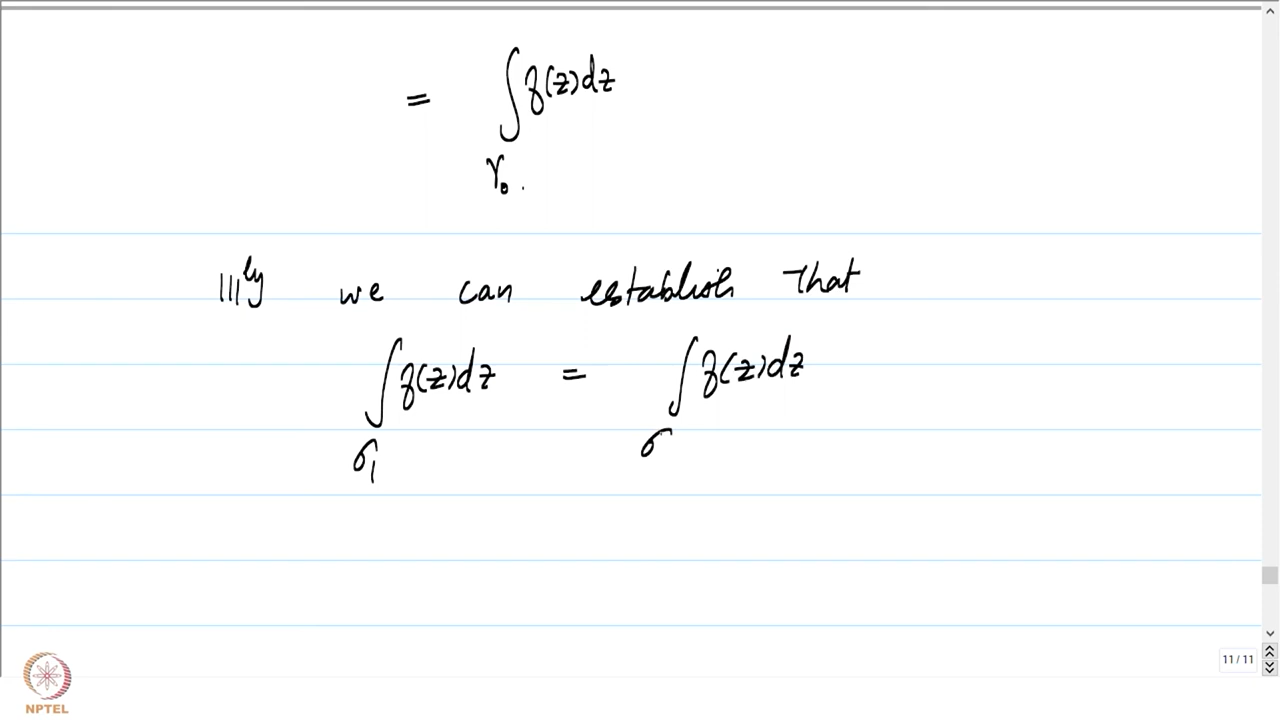 = ∫ f(z)dz
γ₀.
|||ly we can establish that
∫ f(z)dz = ∫ f(z)dz
σ₁ σ
11 / 11
NPTEL